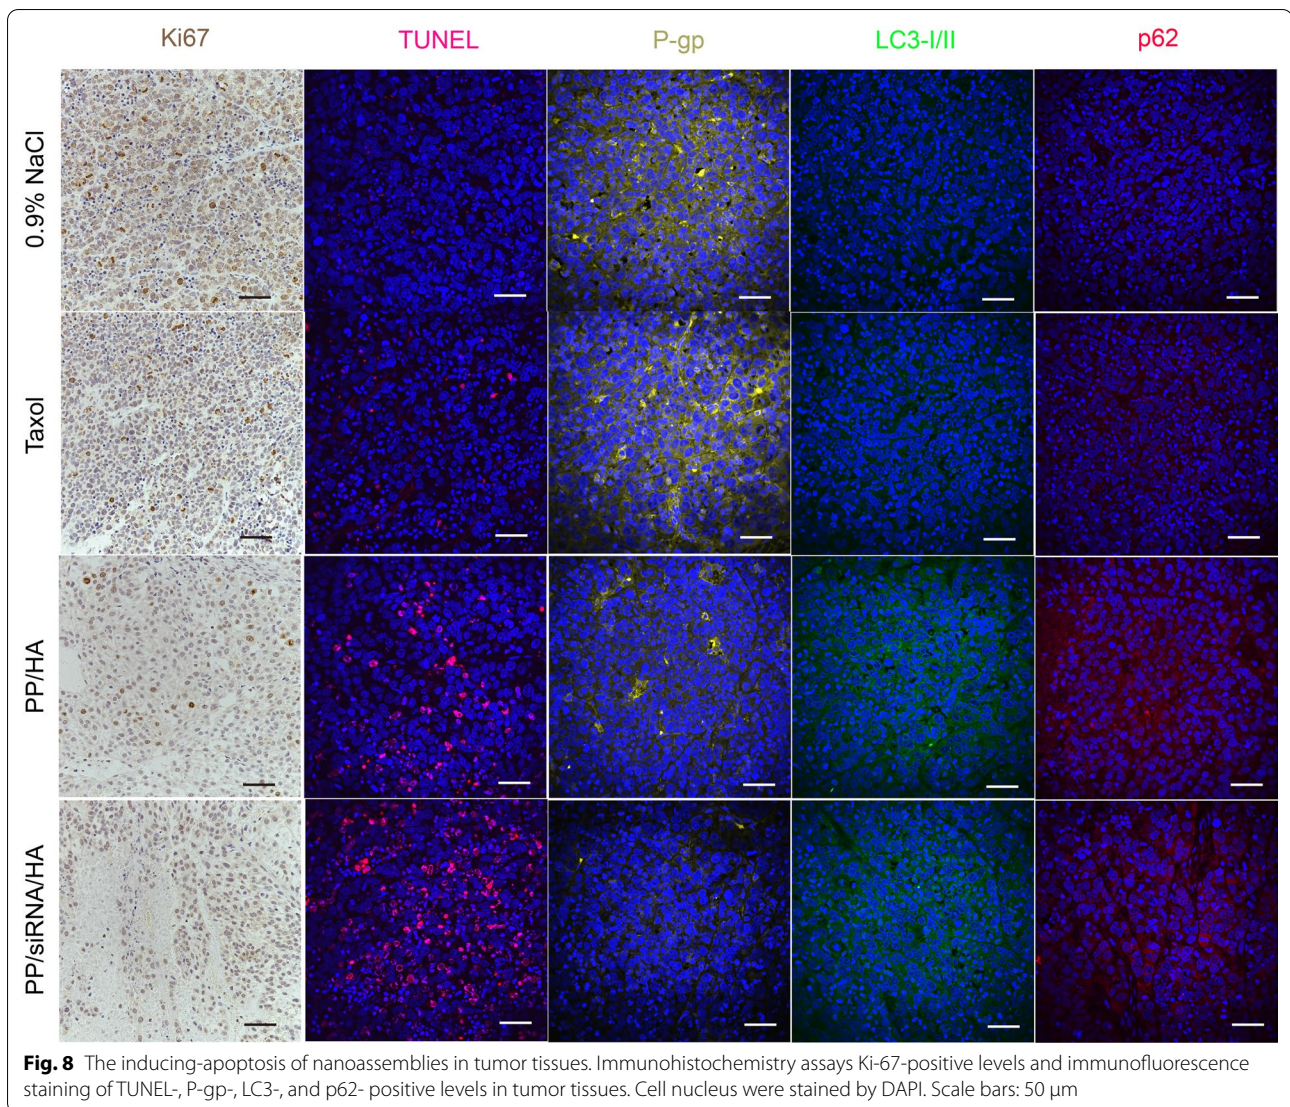 Ki67 TUNEL P-gp LC3-I/II p62
0.9% NaCl
Taxol
PP/HA
PP/siRNA/HA
Fig. 8 The inducing-apoptosis of nanoassemblies in tumor tissues. Immunohistochemistry assays Ki-67-positive levels and immunofluorescence
staining of TUNEL-, P-gp-, LC3-, and p62- positive levels in tumor tissues. Cell nucleus were stained by DAPI. Scale bars: 50 μm